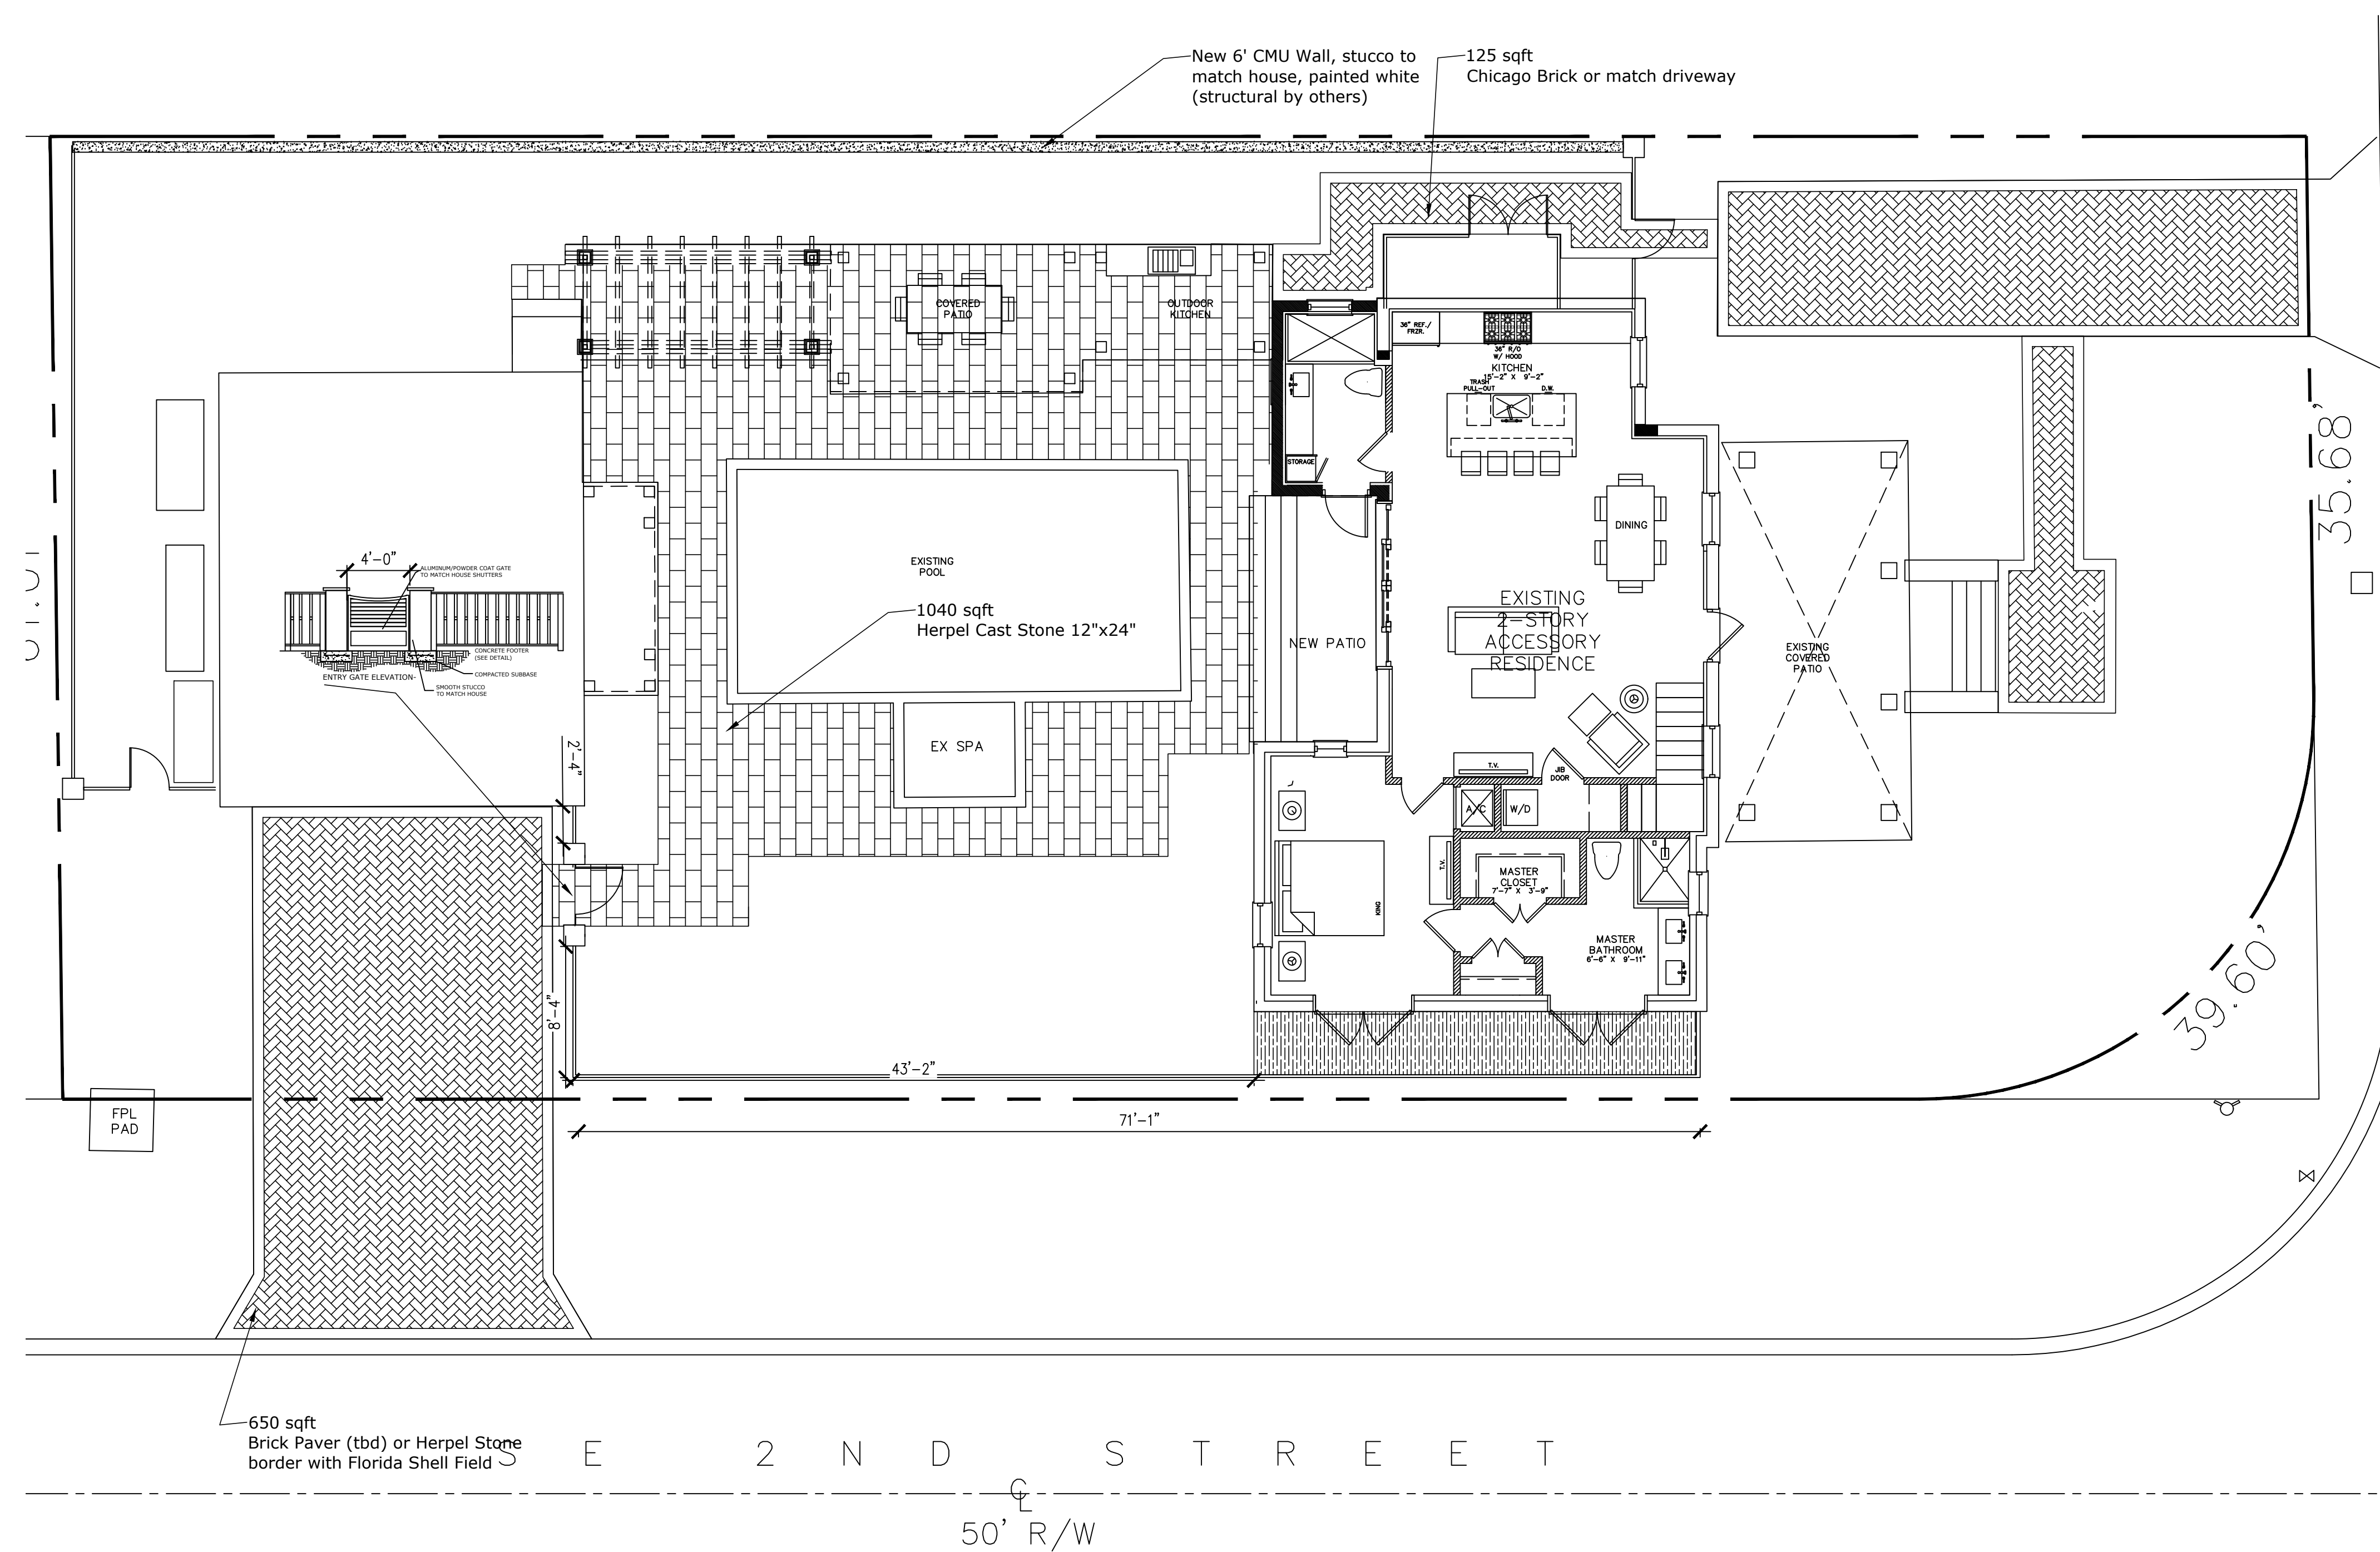 New 6' CMU Wall, stucco to
match house, painted white
(structural by others)
125 sqft
Chicago Brick or match driveway
COVERED
PATIO
OUTDOOR
KITCHEN
36" REF./
FRZR.
36" R/O
W/ HOOD
KITCHEN
15'-2" X 9'-2"
TRASH
PULL-OUT
D.W.
STORAGE
35.68'
DINING
4'-0"
ALUMINUM/POWDER COAT GATE
TO MATCH HOUSE SHUTTERS
CONCRETE FOOTER
(SEE DETAIL)
COMPACTED SUBBASE
ENTRY GATE ELEVATION-
SMOOTH STUCCO
TO MATCH HOUSE
EXISTING
POOL
1040 sqft
Herpel Cast Stone 12"x24"
NEW PATIO
EXISTING
2-STORY
ACCESSORY
RESIDENCE
EXISTING
COVERED
PATIO
2'-4"
EX SPA
T.V.
JIB
DOOR
A/C
W/D
T.V.
MASTER
CLOSET
7'-7" X 3'-9"
KING
MASTER
BATHROOM
6'-6" X 9'-11"
8'-4"
39.60'
43'-2"
FPL
PAD
71'-1"
650 sqft
Brick Paver (tbd) or Herpel Stone
border with Florida Shell Field
SE 2ND STREET
CL
50' R/W